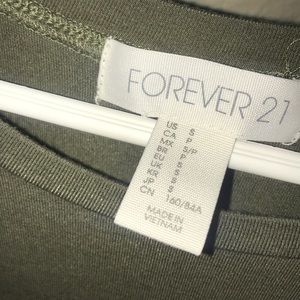 FOREVER 21
US S
CA P
MX S/P
BR P
EU S
UK S
KR S
JP S
CN 160/84A
MADE IN
VIETNAM